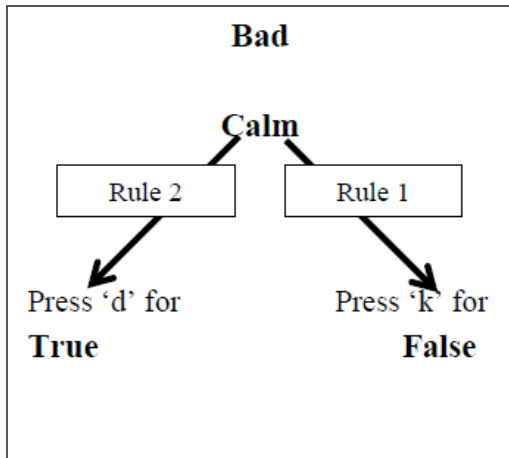 Bad
Calm
Rule 2 Rule 1
Press ‘d’ for Press ‘k’ for
True False